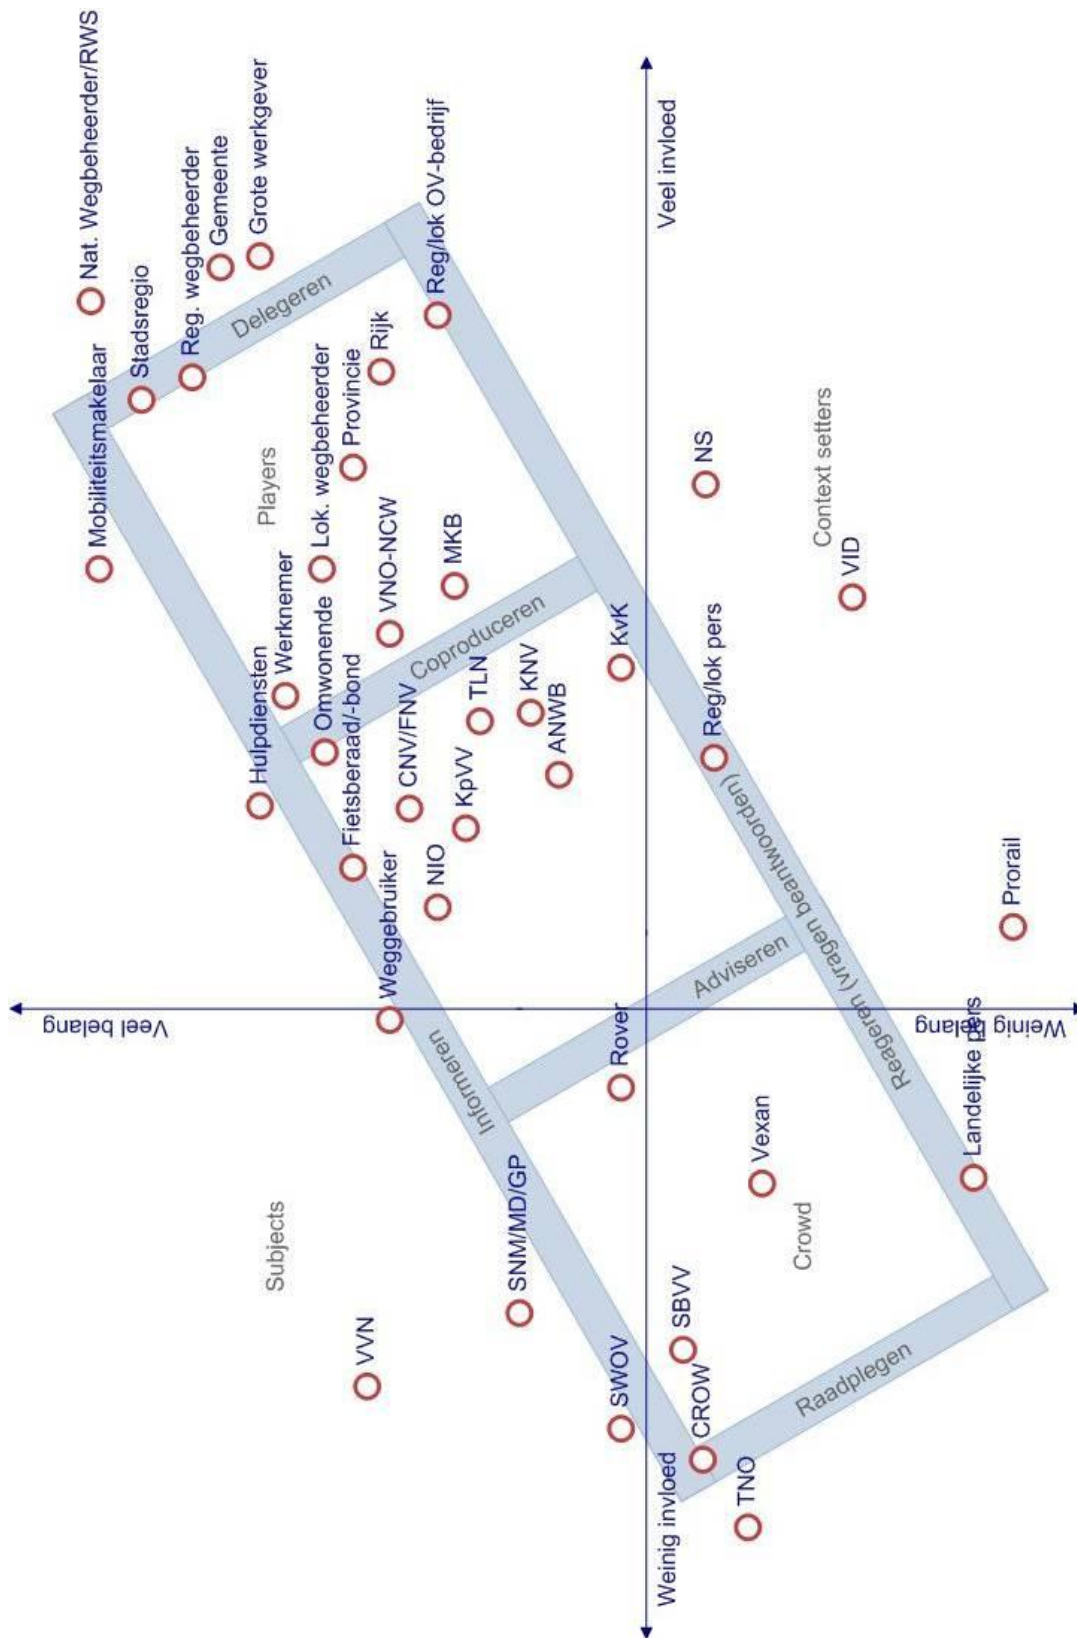 Nat. Wegbeheerder/RWS
Mobiliteitsmakelaar
Stadsregio
Reg. wegbeheerder
Gemeente
Grote werkgever
Delegeren
Players
Hulpdiensten
Werknemer
Lok. wegbeheerder
Omwonende
Provincie
Rijk
Fietsberaad/-bond
VNO-NCW
Reg/lok OV-bedrijf
CNV/FNV
MKB
Coproduceren
Weggebruiker
NIO
KpVV
TLN
KNV
ANWB
KvK
Veel belang
Subjects
VVN
Informeren
SNM/MD/GP
Rover
Adviseren
SWOV
Weinig invloed
Veel invloed
SBVV
CROW
TNO
Vexan
Crowd
Raadplegen
Reg/lok pers
NS
VID
Context setters
Reageren (vragen beantwoorden)
Prorail
Landelijke pers
Weinig belang